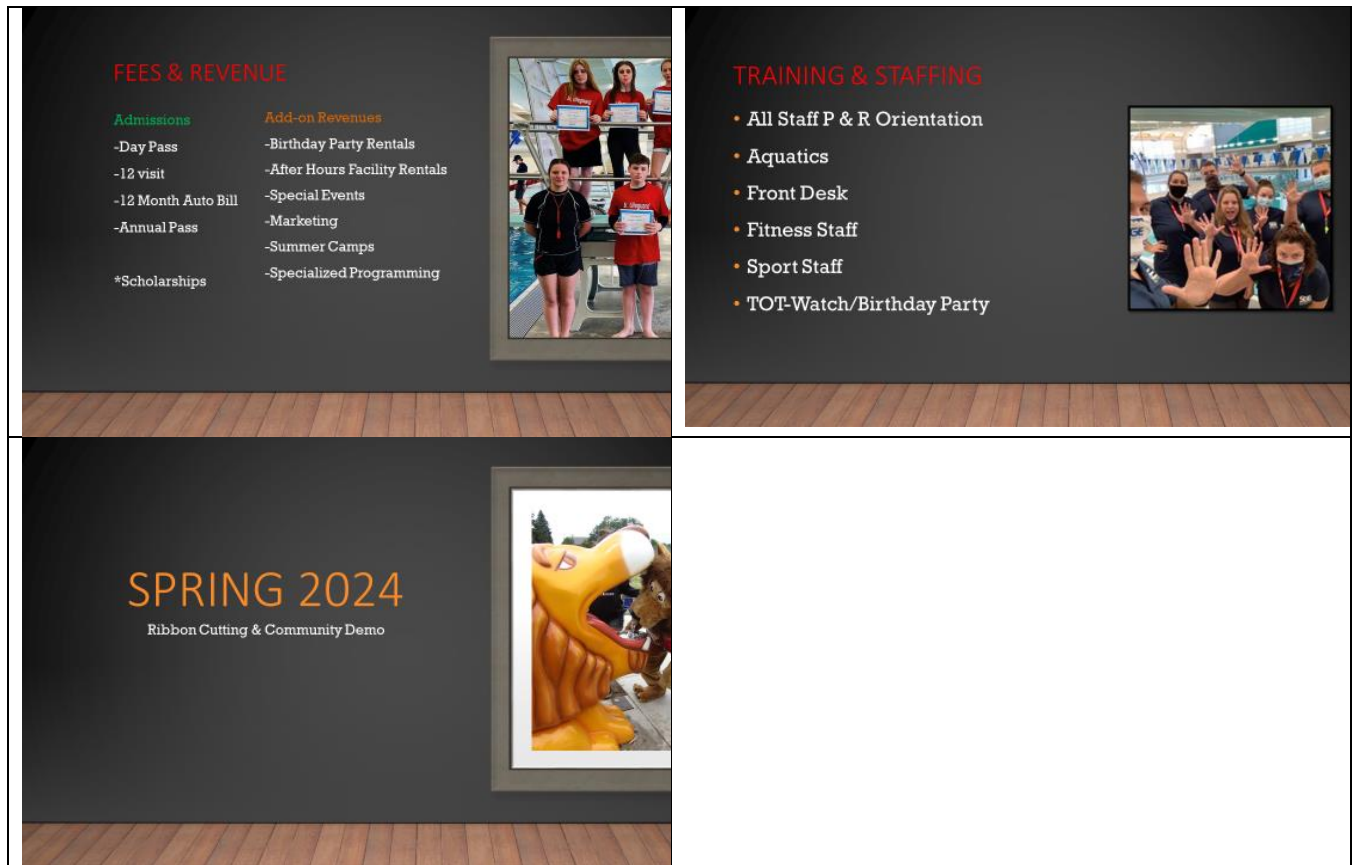 FEES & REVENUE
Admissions
-Day Pass
-12 visit
-12 Month Auto Bill
-Annual Pass
*Scholarships
Add-on Revenues
-Birthday Party Rentals
-After Hours Facility Rentals
-Special Events
-Marketing
-Summer Camps
-Specialized Programming
TRAINING & STAFFING
• All Staff P & R Orientation
• Aquatics
• Front Desk
• Fitness Staff
• Sport Staff
• TOT-Watch/Birthday Party
SPRING 2024
Ribbon Cutting & Community Demo